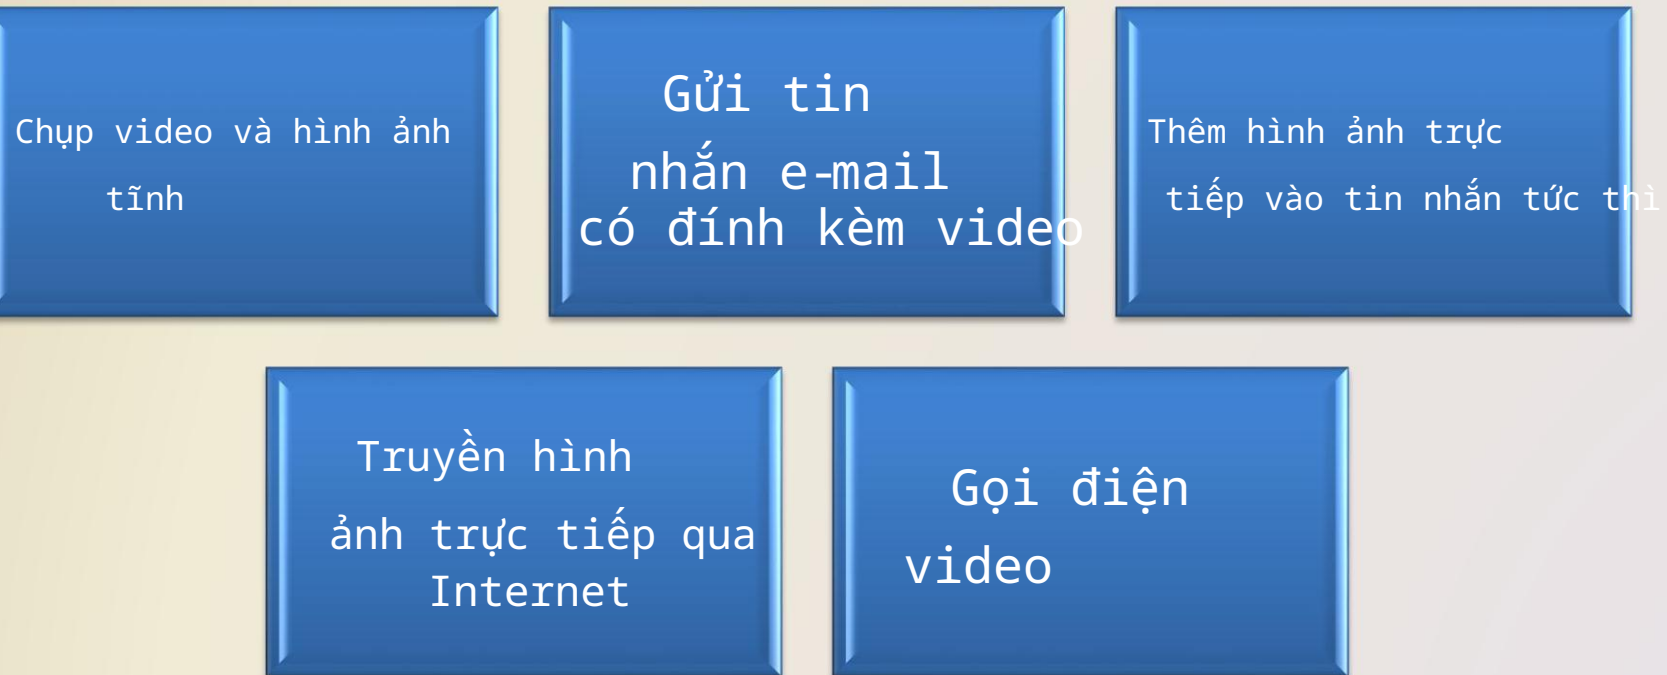 Chụp video và hình ảnh
tĩnh
Gửi tin
nhắn e-mail
có đính kèm video
Thêm hình ảnh trực
tiếp vào tin nhắn tức thì
Truyền hình
ảnh trực tiếp qua
Internet
Gọi điện
video